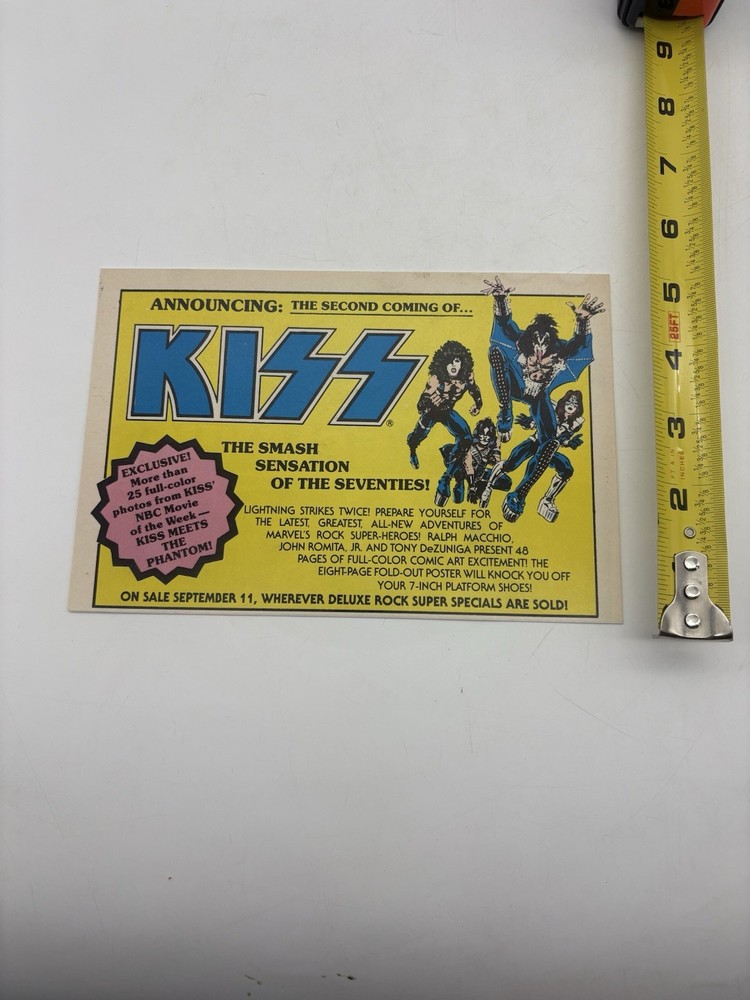 ANNOUNCING: THE SECOND COMING OF...
KISS®
THE SMASH
SENSATION
OF THE SEVENTIES!
EXCLUSIVE!
More than
25 full-color
photos from KISS'
NBC Movie
of the Week—
KISS MEETS
THE
PHANTOM!
LIGHTNING STRIKES TWICE! PREPARE YOURSELF FOR
THE LATEST, GREATEST, ALL-NEW ADVENTURES OF
MARVEL'S ROCK SUPER-HEROES! RALPH MACCHIO,
JOHN ROMITA, JR. AND TONY DeZUNIGA PRESENT 48
PAGES OF FULL-COLOR COMIC ART EXCITEMENT! THE
EIGHT-PAGE FOLD-OUT POSTER WILL KNOCK YOU OFF
YOUR 7-INCH PLATFORM SHOES!
ON SALE SEPTEMBER 11, WHEREVER DELUXE ROCK SUPER SPECIALS ARE SOLD!
9
8
7
6
5
25FT
4
3
INCHES
2